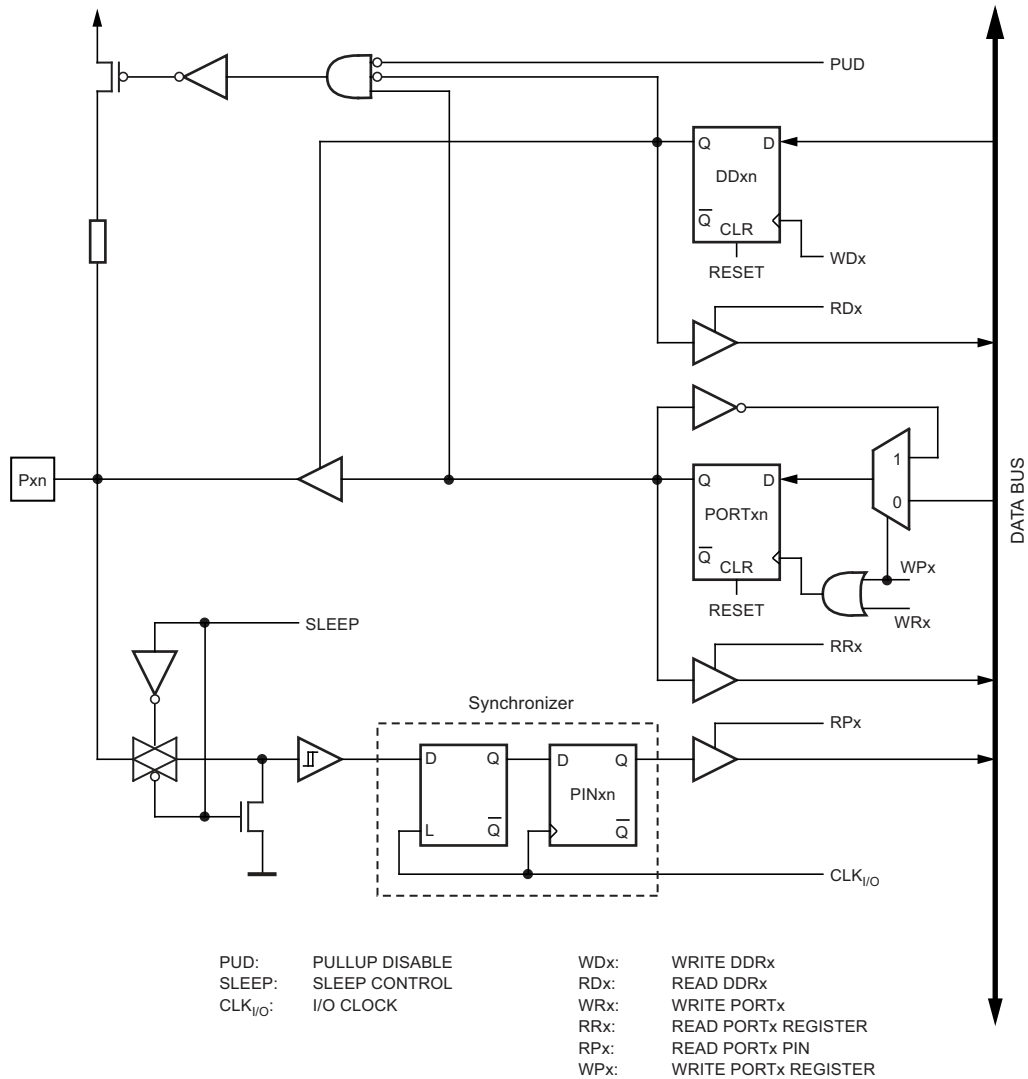 PUD
Q D
DDxn
Q
CLR
RESET
WDx
RDx
Pxn
1
0
Q D
PORTxn
Q
CLR
RESET
WPx
WRx
DATA BUS
SLEEP
RRx
Synchronizer
RPx
D Q
L Q
D Q
PINxn
Q
CLKI/O
PUD: PULLUP DISABLE
SLEEP: SLEEP CONTROL
CLKI/O: I/O CLOCK
WDx: WRITE DDRx
RDx: READ DDRx
WRx: WRITE PORTx
RRx: READ PORTx REGISTER
RPx: READ PORTx PIN
WPx: WRITE PORTx REGISTER